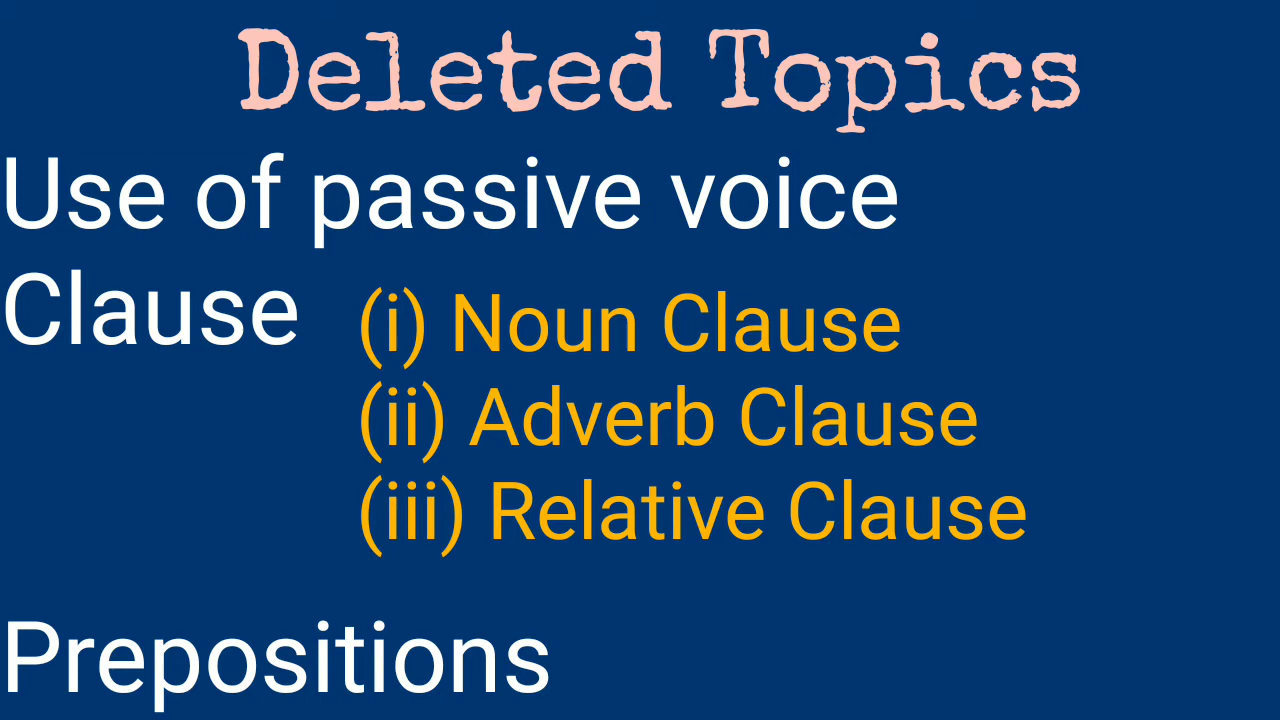 Deleted Topics
Use of passive voice
Clause (i) Noun Clause
(ii) Adverb Clause
(iii) Relative Clause
Prepositions